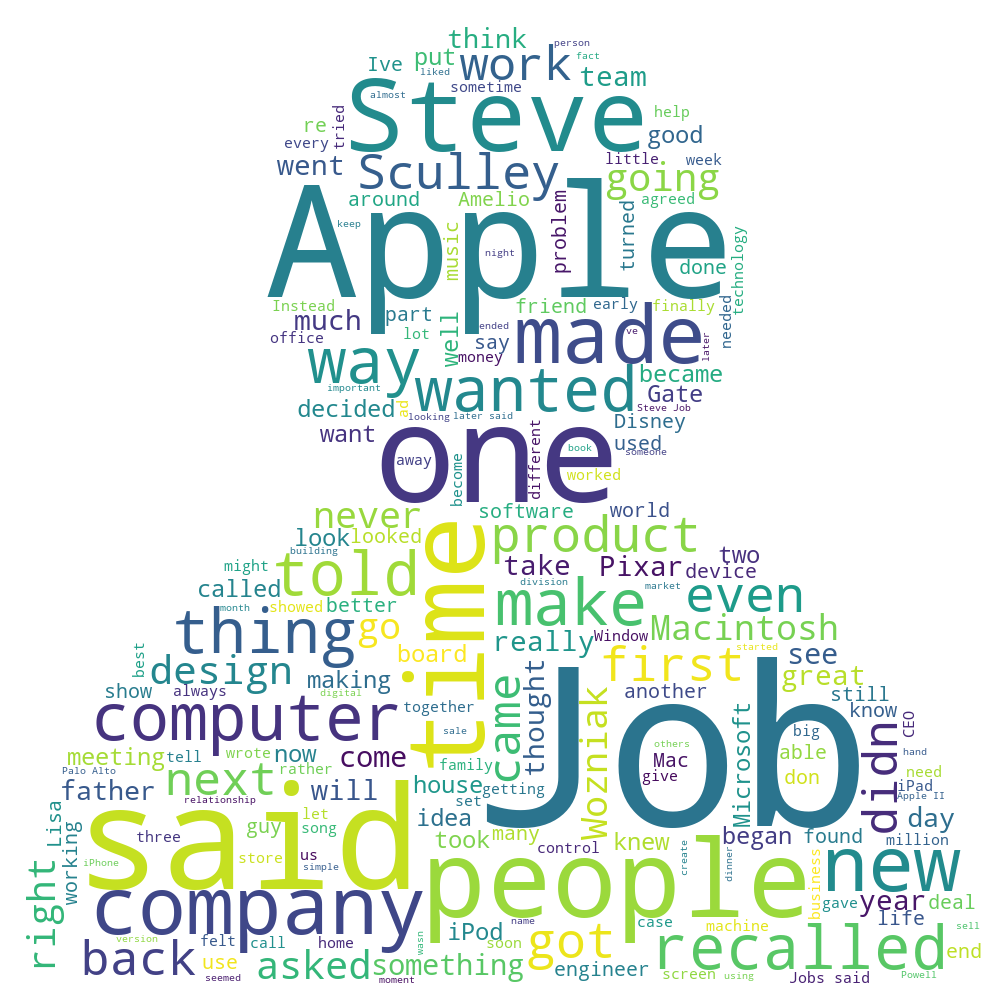 person
think
fact
put
work
Ive
liked
team
sometime
Steve
almost
help
re
tried
good
every
little
week
went
Sculley
going
around
Amelio
agreed
problem
turned
technology
Apple
keep
music
night
done
Instead
friend
early
finally
needed
much
part
ended
ve
office
lot
well
say
made
later
money
way
important
wanted
became
Gate
decided
ad
looking
later said
Steve Job
Disney
want
one
different
used
away
become
book
someone
worked
never
software
world
look
looked
time
product
two
building
might
told
take
Pixar
device
called
division
market
month
showed
better
make
even
thing
go
really
Window
Macintosh
started
best
design
board
first
see
making
came
thought
great
show
always
digital
together
Wozniak
another
still
computer
Job
Microsoft
know
CEO
sale
big
didn
meeting
tell
wrote
now
come
family
others
Mac
able
hand
Palo Alto
next
rather
getting
give
don
need
father
relationship
will
house
set
iPad
Apple II
Lisa
let
idea
day
working
said
guy
song
took
many
knew
began
found
million
three
us
control
create
dinner
new
iPhone
store
simple
people
business
right
company
gave
year
deal
name
case
machine
life
sell
version
felt
call
home
wasn
iPod
soon
got
recalled
end
back
use
asked
something
engineer
screen
using
Jobs said
Powell
seemed
moment